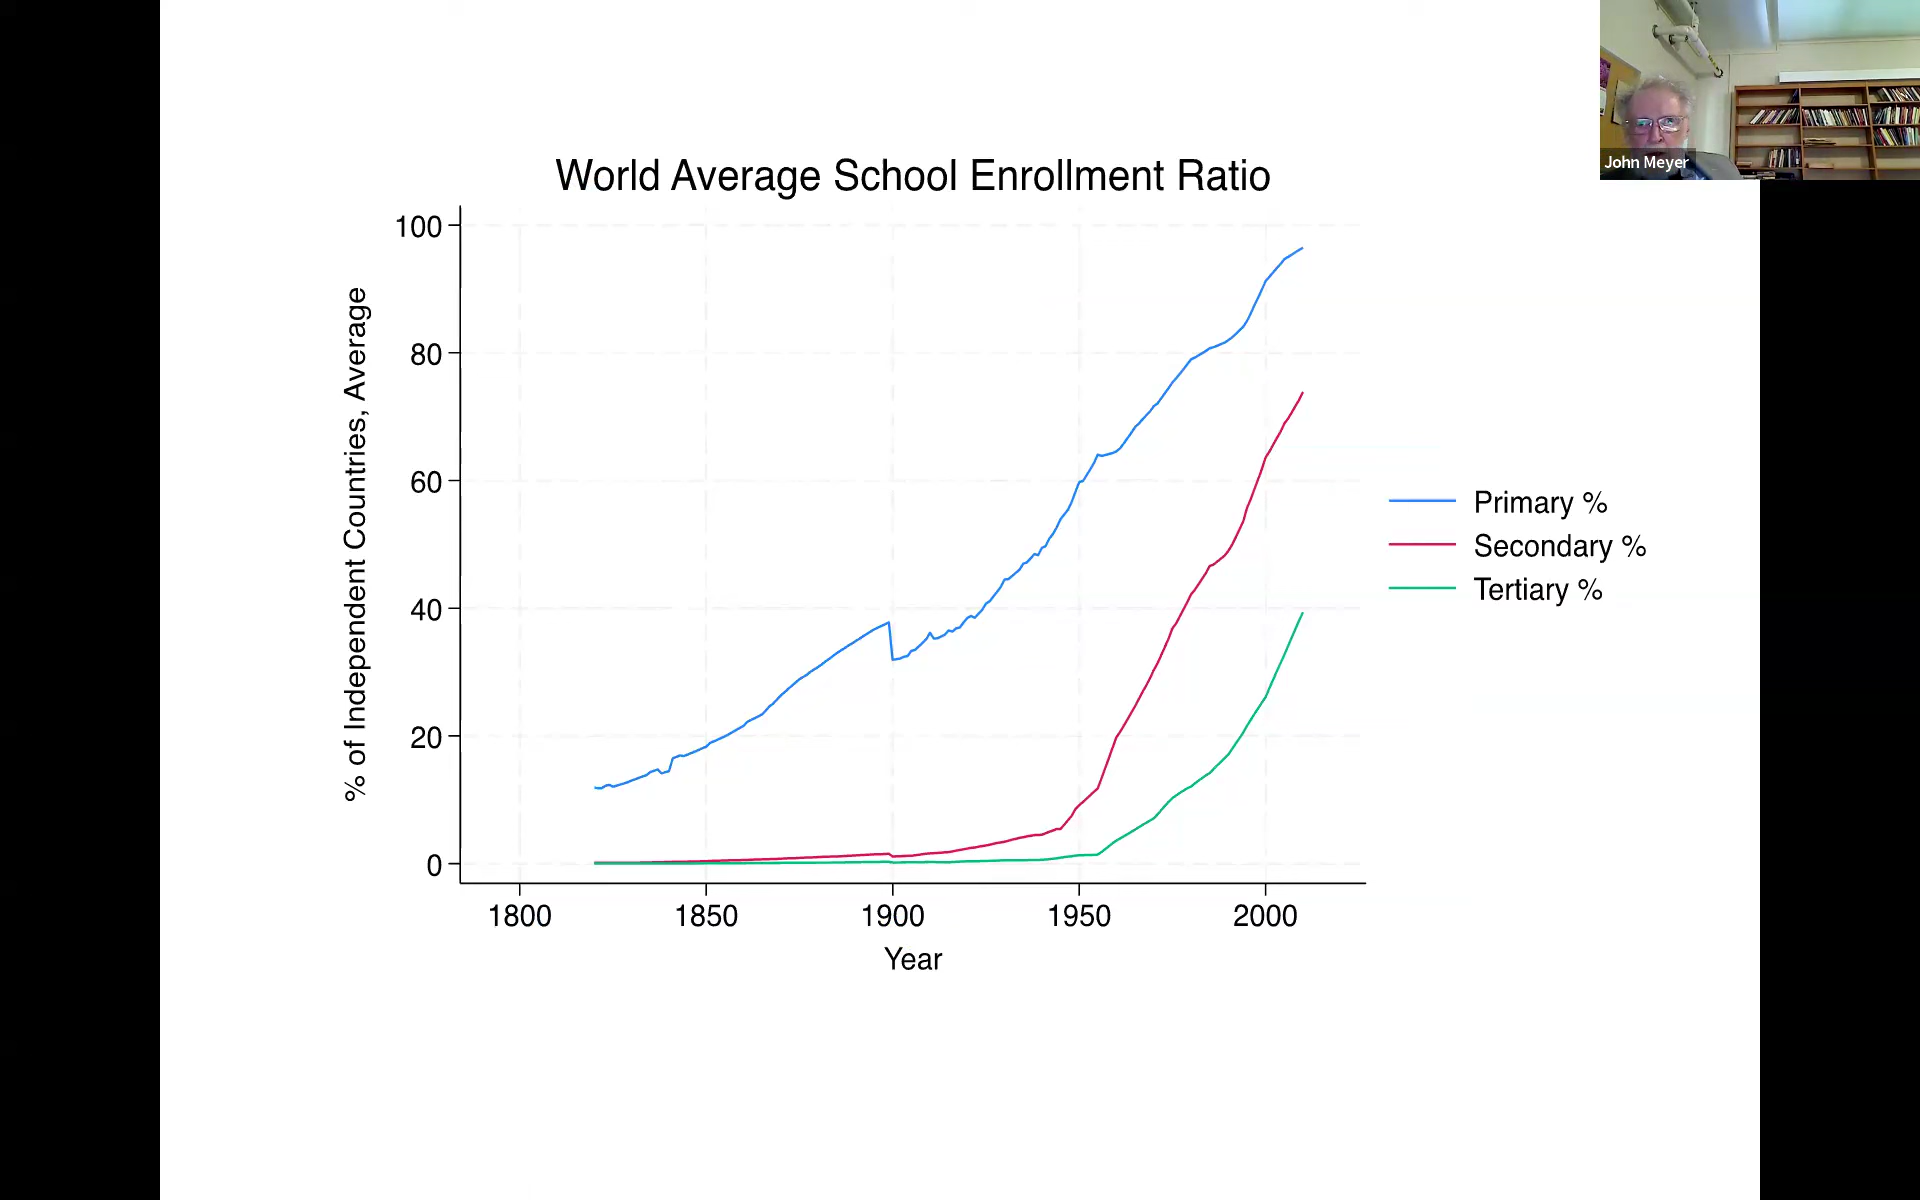 John Meyer
World Average School Enrollment Ratio
% of Independent Countries, Average
100
80
60
40
20
0
1800 1850 1900 1950 2000
Year
Primary %
Secondary %
Tertiary %